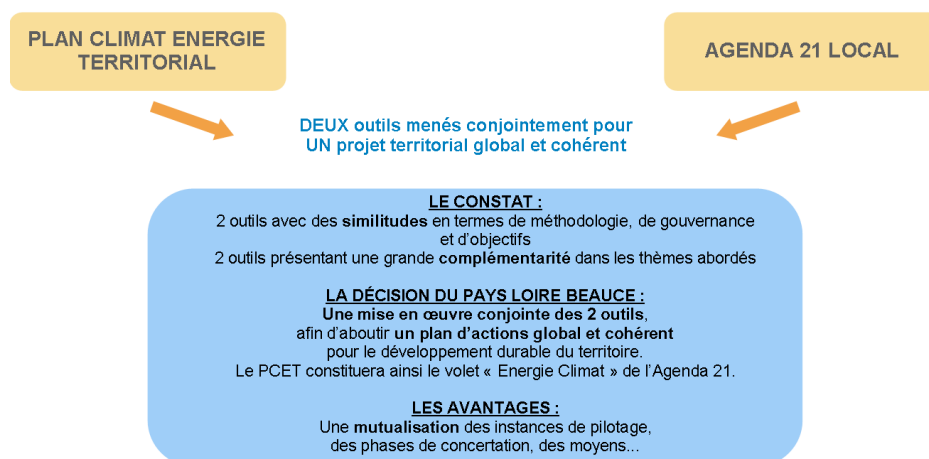 PLAN CLIMAT ENERGIE
TERRITORIAL
AGENDA 21 LOCAL
DEUX outils menés conjointement pour
UN projet territorial global et cohérent
LE CONSTAT :
2 outils avec des similitudes en termes de méthodologie, de gouvernance
et d'objectifs
2 outils présentant une grande complémentarité dans les thèmes abordés
LA DÉCISION DU PAYS LOIRE BEAUCE :
Une mise en œuvre conjointe des 2 outils,
afin d'aboutir un plan d'actions global et cohérent
pour le développement durable du territoire.
Le PCET constituera ainsi le volet « Energie Climat » de l'Agenda 21.
LES AVANTAGES :
Une mutualisation des instances de pilotage,
des phases de concertation, des moyens...